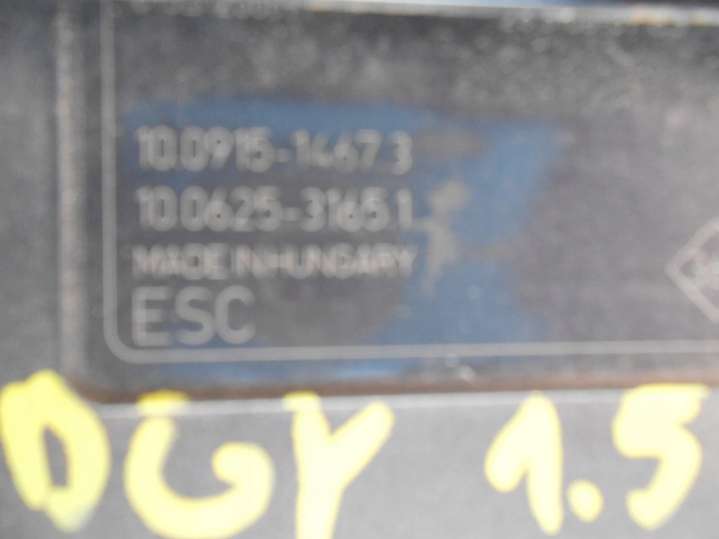 10.0915-1467.3
10.0625-3165.1
MADE IN HUNGARY
ESC
DGY 1.5